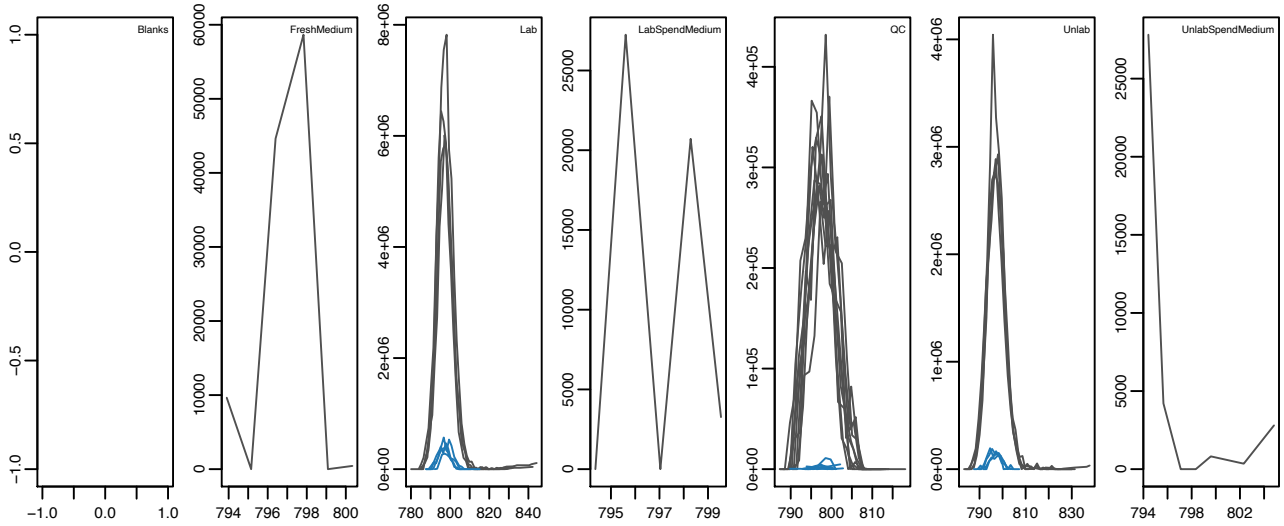 Blanks
1.0
0.5
0.0
−0.5
−1.0
−1.0 0.0 1.0
FreshMedium
60000
50000
40000
30000
20000
10000
0
794 796 798 800
Lab
8e+06
6e+06
4e+06
2e+06
0e+00
780 800 820 840
LabSpendMedium
25000
20000
15000
10000
5000
0
795 797 799
QC
4e+05
3e+05
2e+05
1e+05
0e+00
790 800 810
Unlab
4e+06
3e+06
2e+06
1e+06
0e+00
790 810 830
UnlabSpendMedium
25000
20000
15000
10000
5000
0
794 798 802